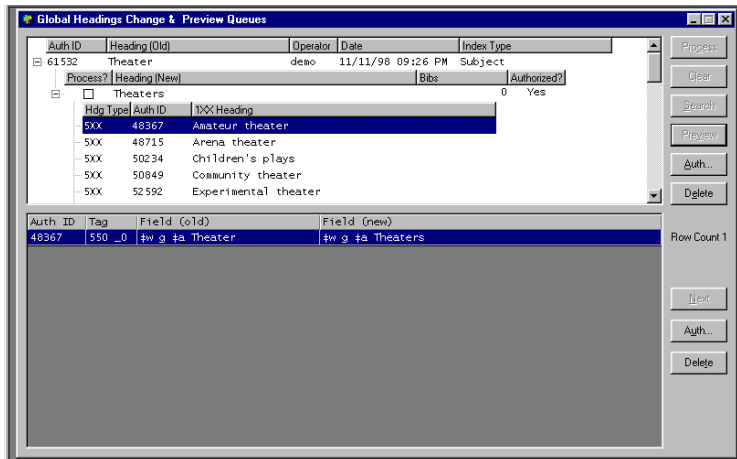 Global Headings Change & Preview Queues
Auth ID Heading (Old) Operator Date Index Type
61532 Theater demo 11/11/98 09:26 PM Subject
Process? Heading (New) Bibs Authorized?
Theaters 0 Yes
Hdg Type Auth ID 1XX Heading
5XX 48367 Amateur theater
5XX 48715 Arena theater
5XX 50234 Children's plays
5XX 50849 Community theater
5XX 52592 Experimental theater
Process
Clear
Search
Preview
Auth...
Delete
Auth ID Tag Field (old) Field (new)
48367 550 _0 ‡w g ‡a Theater ‡w g ‡a Theaters
Row Count 1
Next
Auth...
Delete